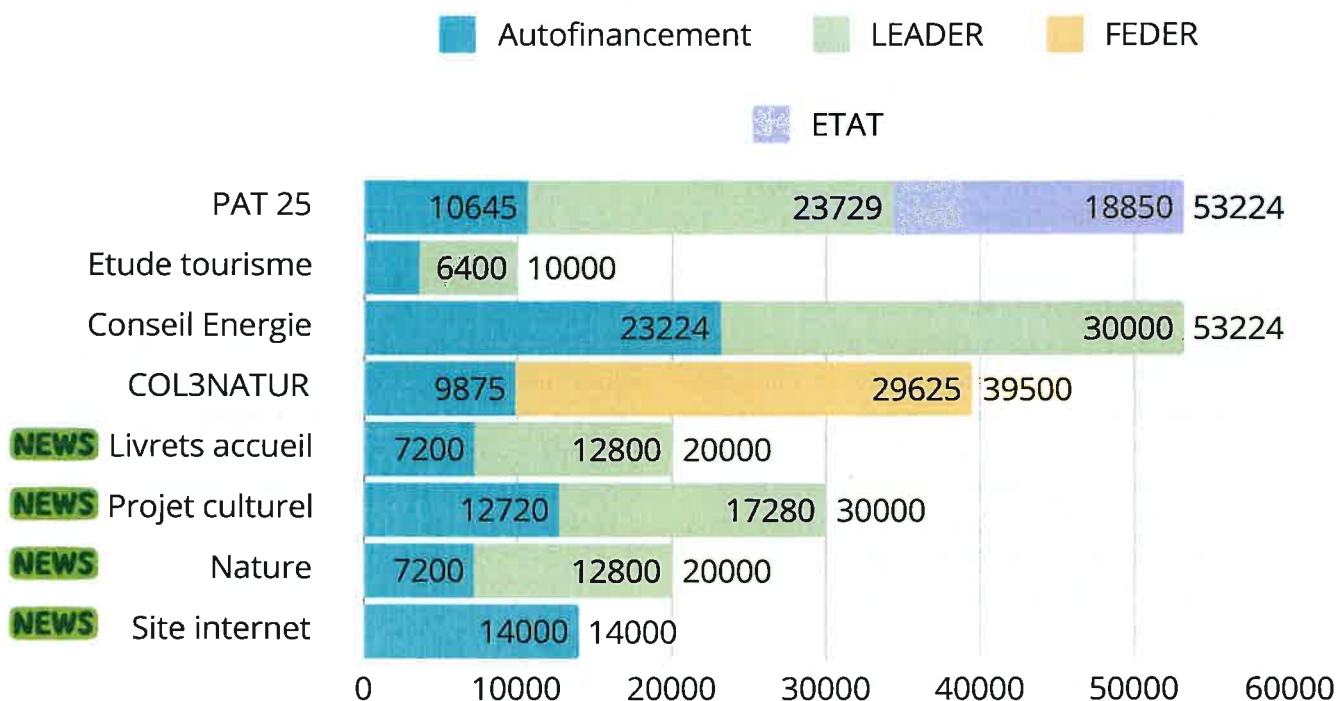 Autofinancement LEADER FEDER
ETAT
PAT 25 10645 23729 18850 53224
Etude tourisme 6400 10000
Conseil Energie 23224 30000 53224
COL3NATUR 9875 29625 39500
NEWS Livrets accueil 7200 12800 20000
NEWS Projet culturel 12720 17280 30000
NEWS Nature 7200 12800 20000
NEWS Site internet 14000 14000
0 10000 20000 30000 40000 50000 60000